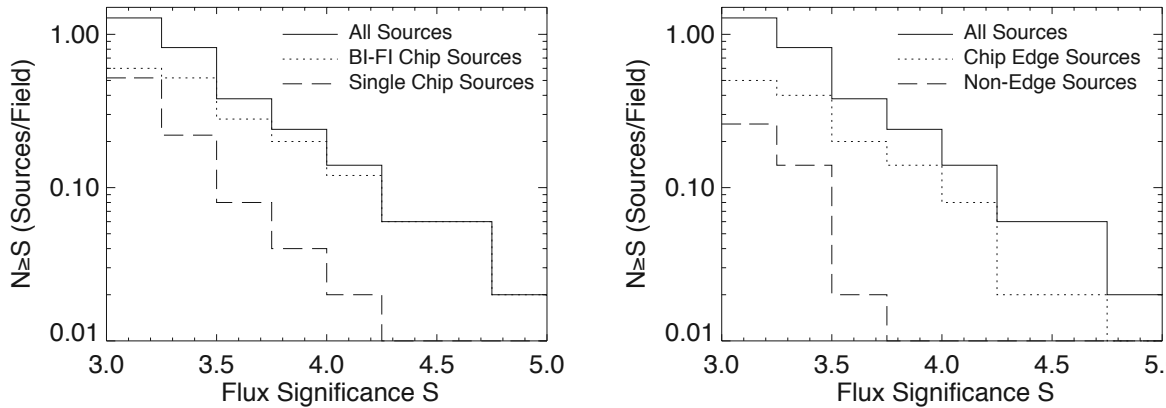 All Sources
BI-FI Chip Sources
Single Chip Sources
1.00
0.10
0.01
N≥S (Sources/Field)
3.0 3.5 4.0 4.5 5.0
Flux Significance S
All Sources
Chip Edge Sources
Non-Edge Sources
1.00
0.10
0.01
N≥S (Sources/Field)
3.0 3.5 4.0 4.5 5.
Flux Significance S